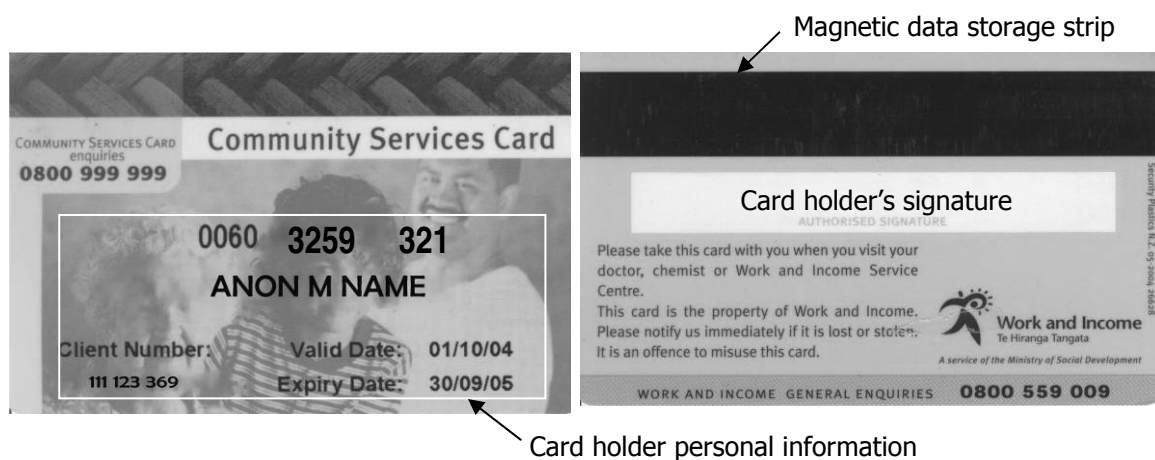 Magnetic data storage strip
COMMUNITY SERVICES CARD
enquiries
0800 999 999
Community Services Card
0060 3259 321
ANON M NAME
Client Number:
111 123 369
Valid Date: 01/10/04
Expiry Date: 30/09/05
Card holder personal information
Card holder's signature
AUTHORISED SIGNATURE
Please take this card with you when you visit your
doctor, chemist or Work and Income Service
Centre.
This card is the property of Work and Income.
Please notify us immediately if it is lost or stolen.
It is an offence to misuse this card.
Work and Income
Te Hiranga Tangata
A service of the Ministry of Social Development
WORK AND INCOME GENERAL ENQUIRIES 0800 559 009
Security Plastics N.Z. 05-2004 26628